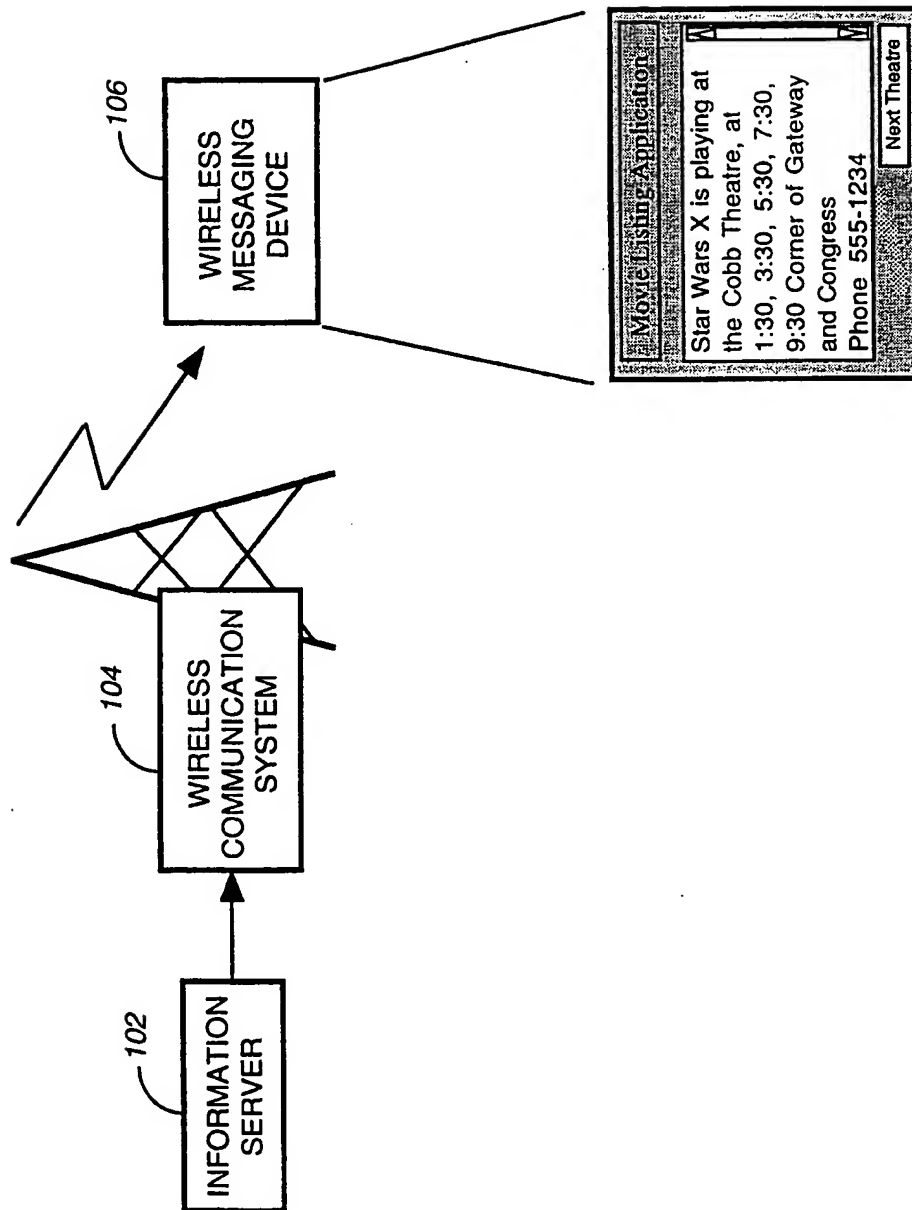 102
INFORMATION
SERVER
104
WIRELESS
COMMUNICATION
SYSTEM
106
WIRELESS
MESSAGING
DEVICE
Movie Listing Application
Star Wars X is playing at
the Cobb Theatre, at
1:30, 3:30, 5:30, 7:30,
9:30 Corner of Gateway
and Congress
Phone 555-1234
Next Theatre